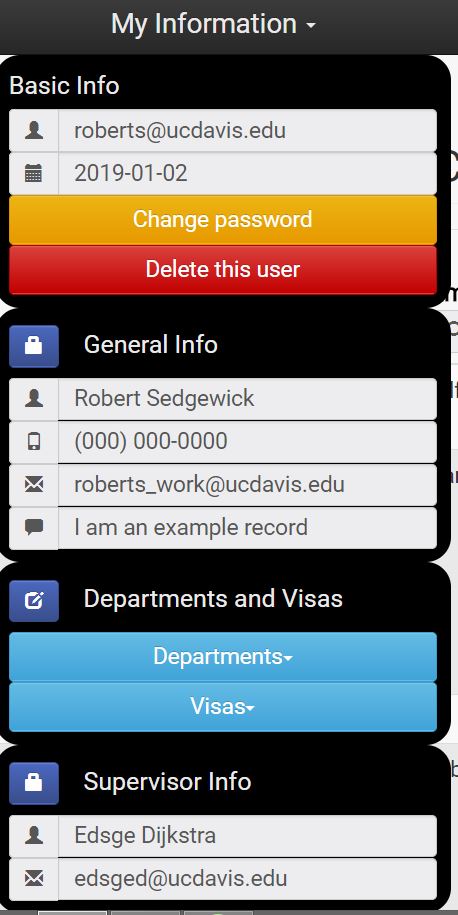 My Information
Basic Info
roberts@ucdavis.edu
2019-01-02
Change password
Delete this user
General Info
Robert Sedgewick
(000) 000-0000
roberts_work@ucdavis.edu
I am an example record
Departments and Visas
Departments
Visas
Supervisor Info
Edsge Dijkstra
edsged@ucdavis.edu